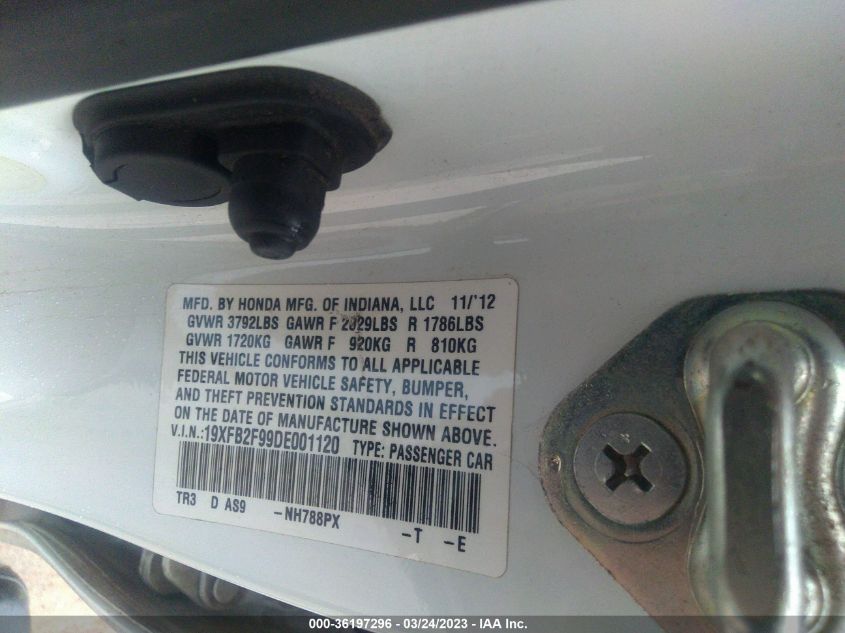 MFD. BY HONDA MFG. OF INDIANA, LLC 11/'12
GVWR 3792LBS GAWR F 2029LBS R 1786LBS
GVWR 1720KG GAWR F 920KG R 810KG
THIS VEHICLE CONFORMS TO ALL APPLICABLE
FEDERAL MOTOR VEHICLE SAFETY, BUMPER,
AND THEFT PREVENTION STANDARDS IN EFFECT
ON THE DATE OF MANUFACTURE SHOWN ABOVE.
V.I.N.:19XFB2F99DE001120 TYPE: PASSENGER CAR
TR3 D AS9 -NH788PX -T -E
000-36197296 - 03/24/2023 - IAA Inc.